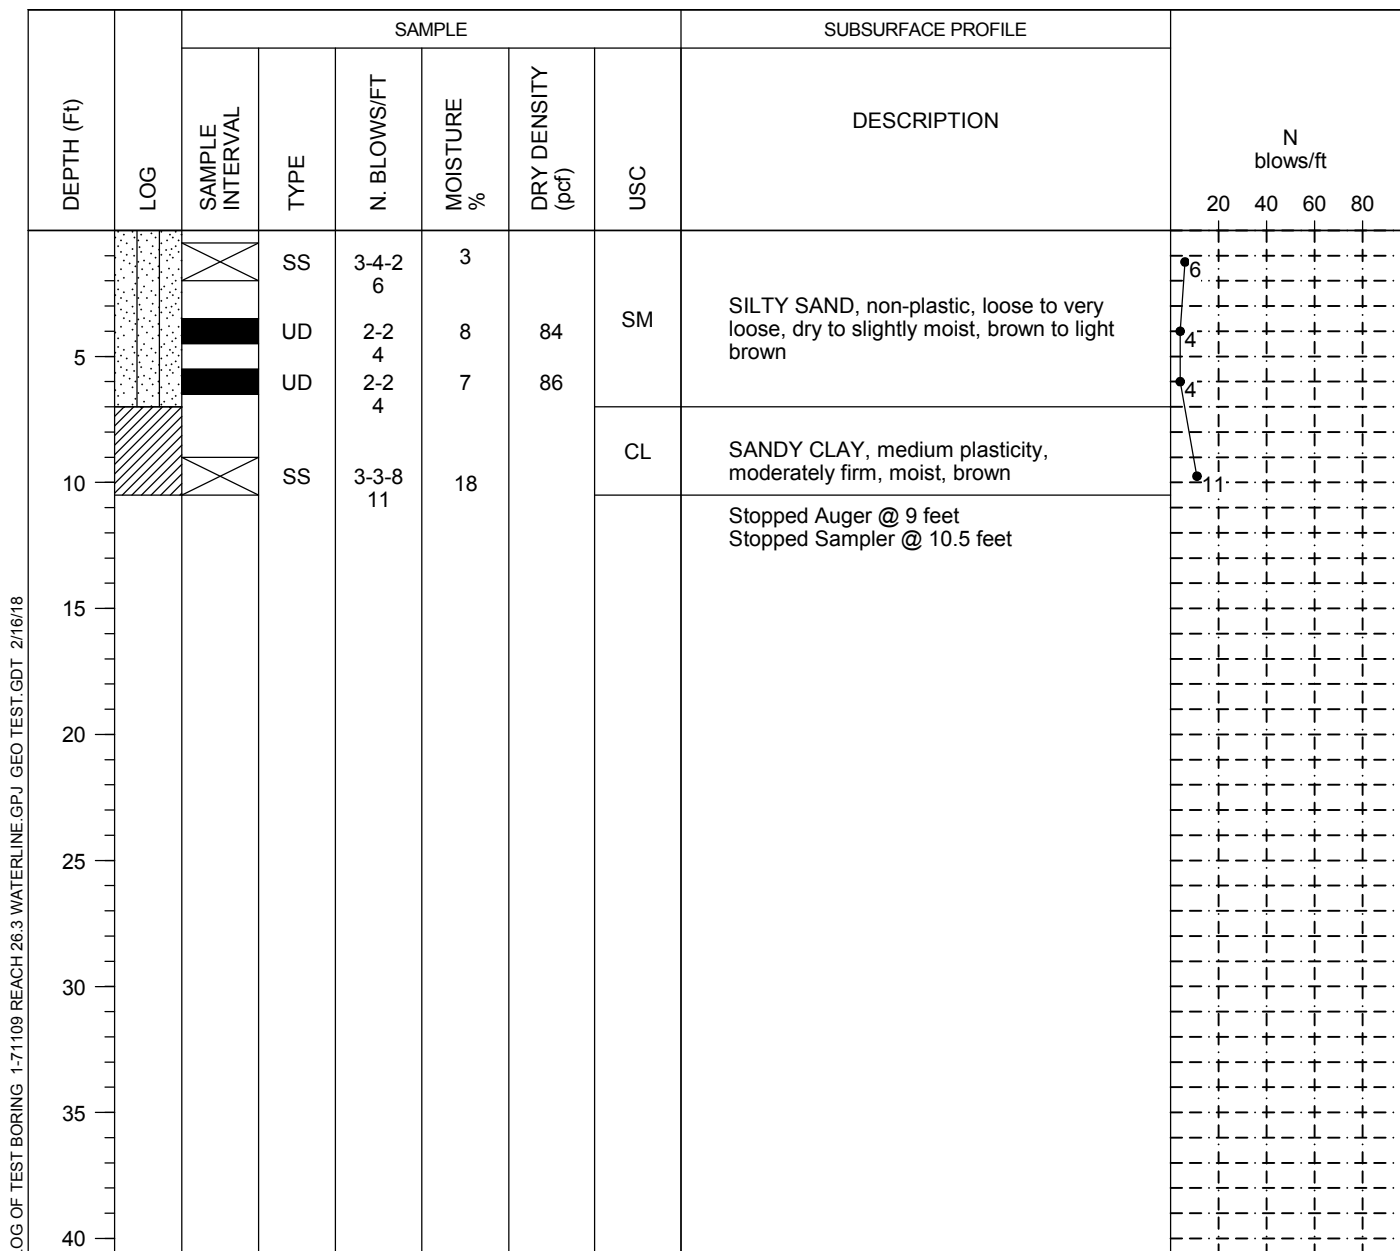 SAMPLE
SUBSURFACE PROFILE
DEPTH (Ft)
LOG
SAMPLE
INTERVAL
TYPE
N. BLOWS/FT
MOISTURE
%
DRY DENSITY
(pcf)
USC
DESCRIPTION
N
blows/ft
20 40 60 80
SS 3-4-2 3
6
6
SM
SILTY SAND, non-plastic, loose to very
loose, dry to slightly moist, brown to light
brown
UD 2-2 8 84
4
4
5
UD 2-2 7 86
4
4
CL
SANDY CLAY, medium plasticity,
moderately firm, moist, brown
10
SS 3-3-8 18
11
11
Stopped Auger @ 9 feet
Stopped Sampler @ 10.5 feet
15
20
25
30
35
40
LOG OF TEST BORING 1-71109 REACH 26.3 WATERLINE.GPJ GEO TEST.GDT 2/16/18